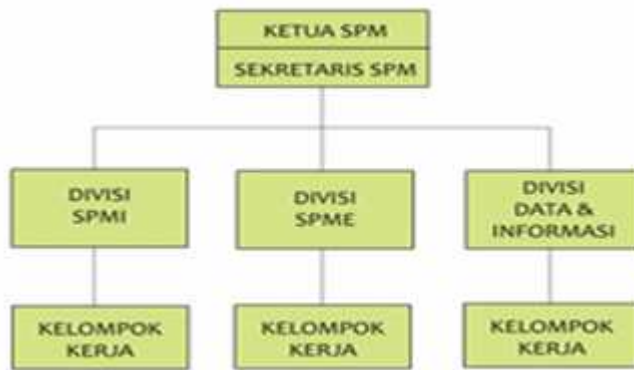 KETUA SPM
SEKRETARIS SPM
DIVISI
SPMI
DIVISI
SPME
DIVISI
DATA &
INFORMASI
KELOMPOK
KERJA
KELOMPOK
KERJA
KELOMPOK
KERJA